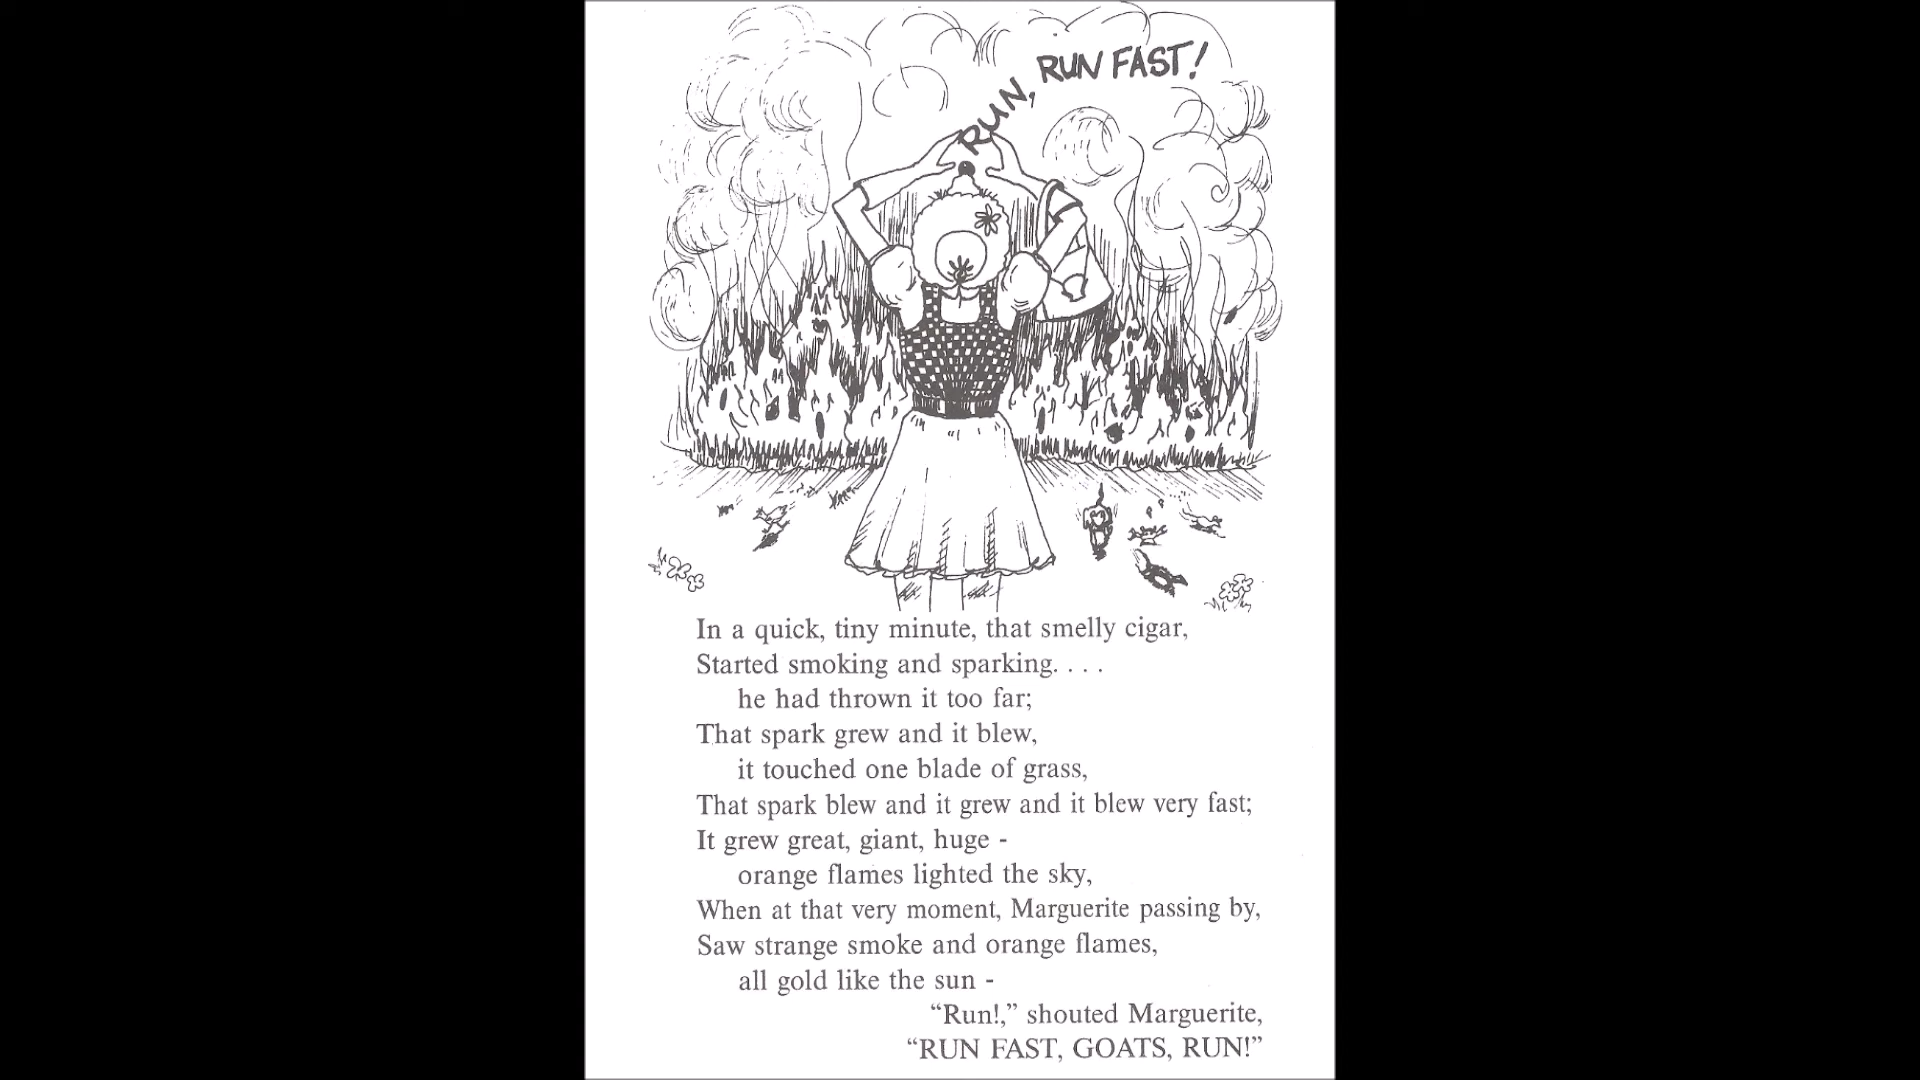 RUN, RUN FAST!
In a quick, tiny minute, that smelly cigar,
Started smoking and sparking. . . .
he had thrown it too far;
That spark grew and it blew,
it touched one blade of grass,
That spark blew and it grew and it blew very fast;
It grew great, giant, huge -
orange flames lighted the sky,
When at that very moment, Marguerite passing by,
Saw strange smoke and orange flames,
all gold like the sun -
“Run!,” shouted Marguerite,
“RUN FAST, GOATS, RUN!”